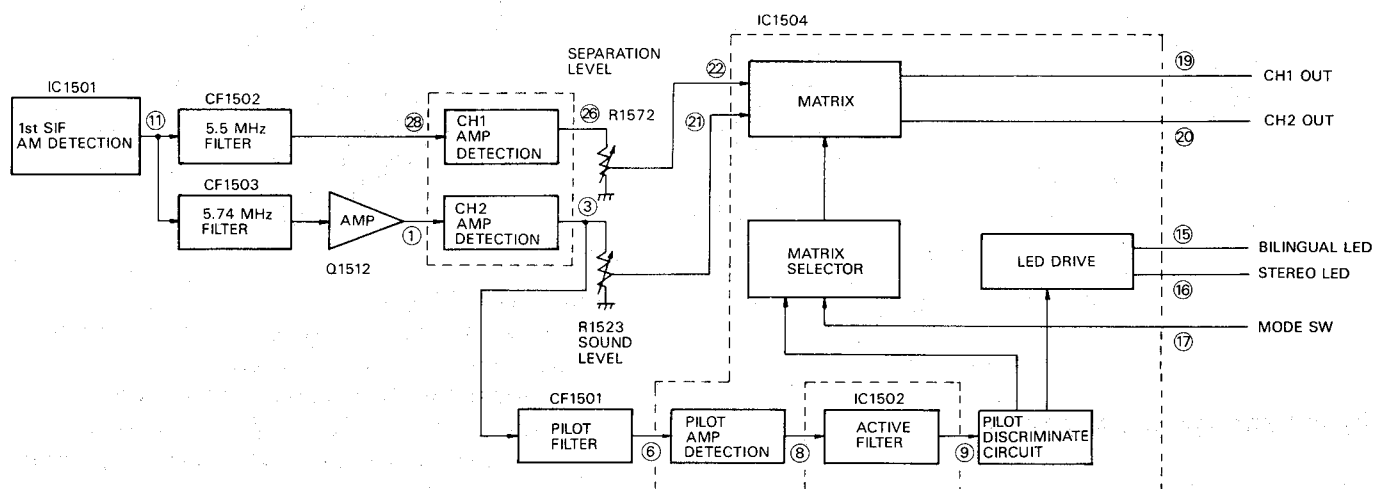 IC1504
SEPARATION
LEVEL
IC1501
1st SIF
AM DETECTION
⑪
CF1502
5.5 MHz
FILTER
㉘
CH1
AMP
DETECTION
㉖
R1572
㉒
MATRIX
⑲
CH1 OUT
㉑
⑳
CH2 OUT
CF1503
5.74 MHz
FILTER
AMP
Q1512
①
CH2
AMP
DETECTION
③
R1523
SOUND
LEVEL
MATRIX
SELECTOR
LED DRIVE
⑮
BILINGUAL LED
STEREO LED
⑯
MODE SW
⑰
CF1501
PILOT
FILTER
⑥
PILOT
AMP
DETECTION
⑧
IC1502
ACTIVE
FILTER
⑨
PILOT
DISCRIMINATE
CIRCUIT